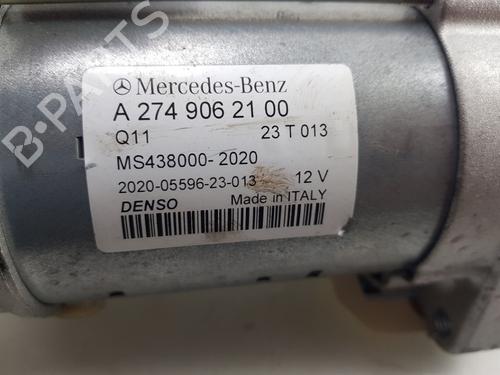 Mercedes-Benz
A 274 906 21 00
Q11 23 T 013
MS438000-2020
2020-05596-23-013 12 V
DENSO Made in ITALY
B-PARTS